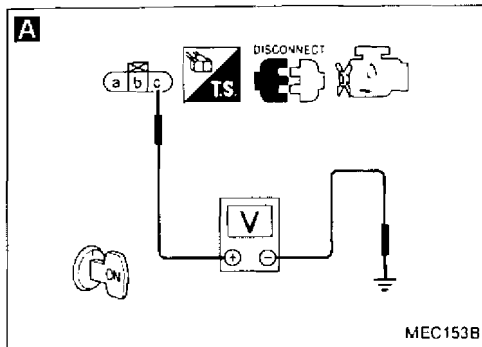 A
DISCONNECT
a b c
T.S.
V
+ −
ON
MEC153B